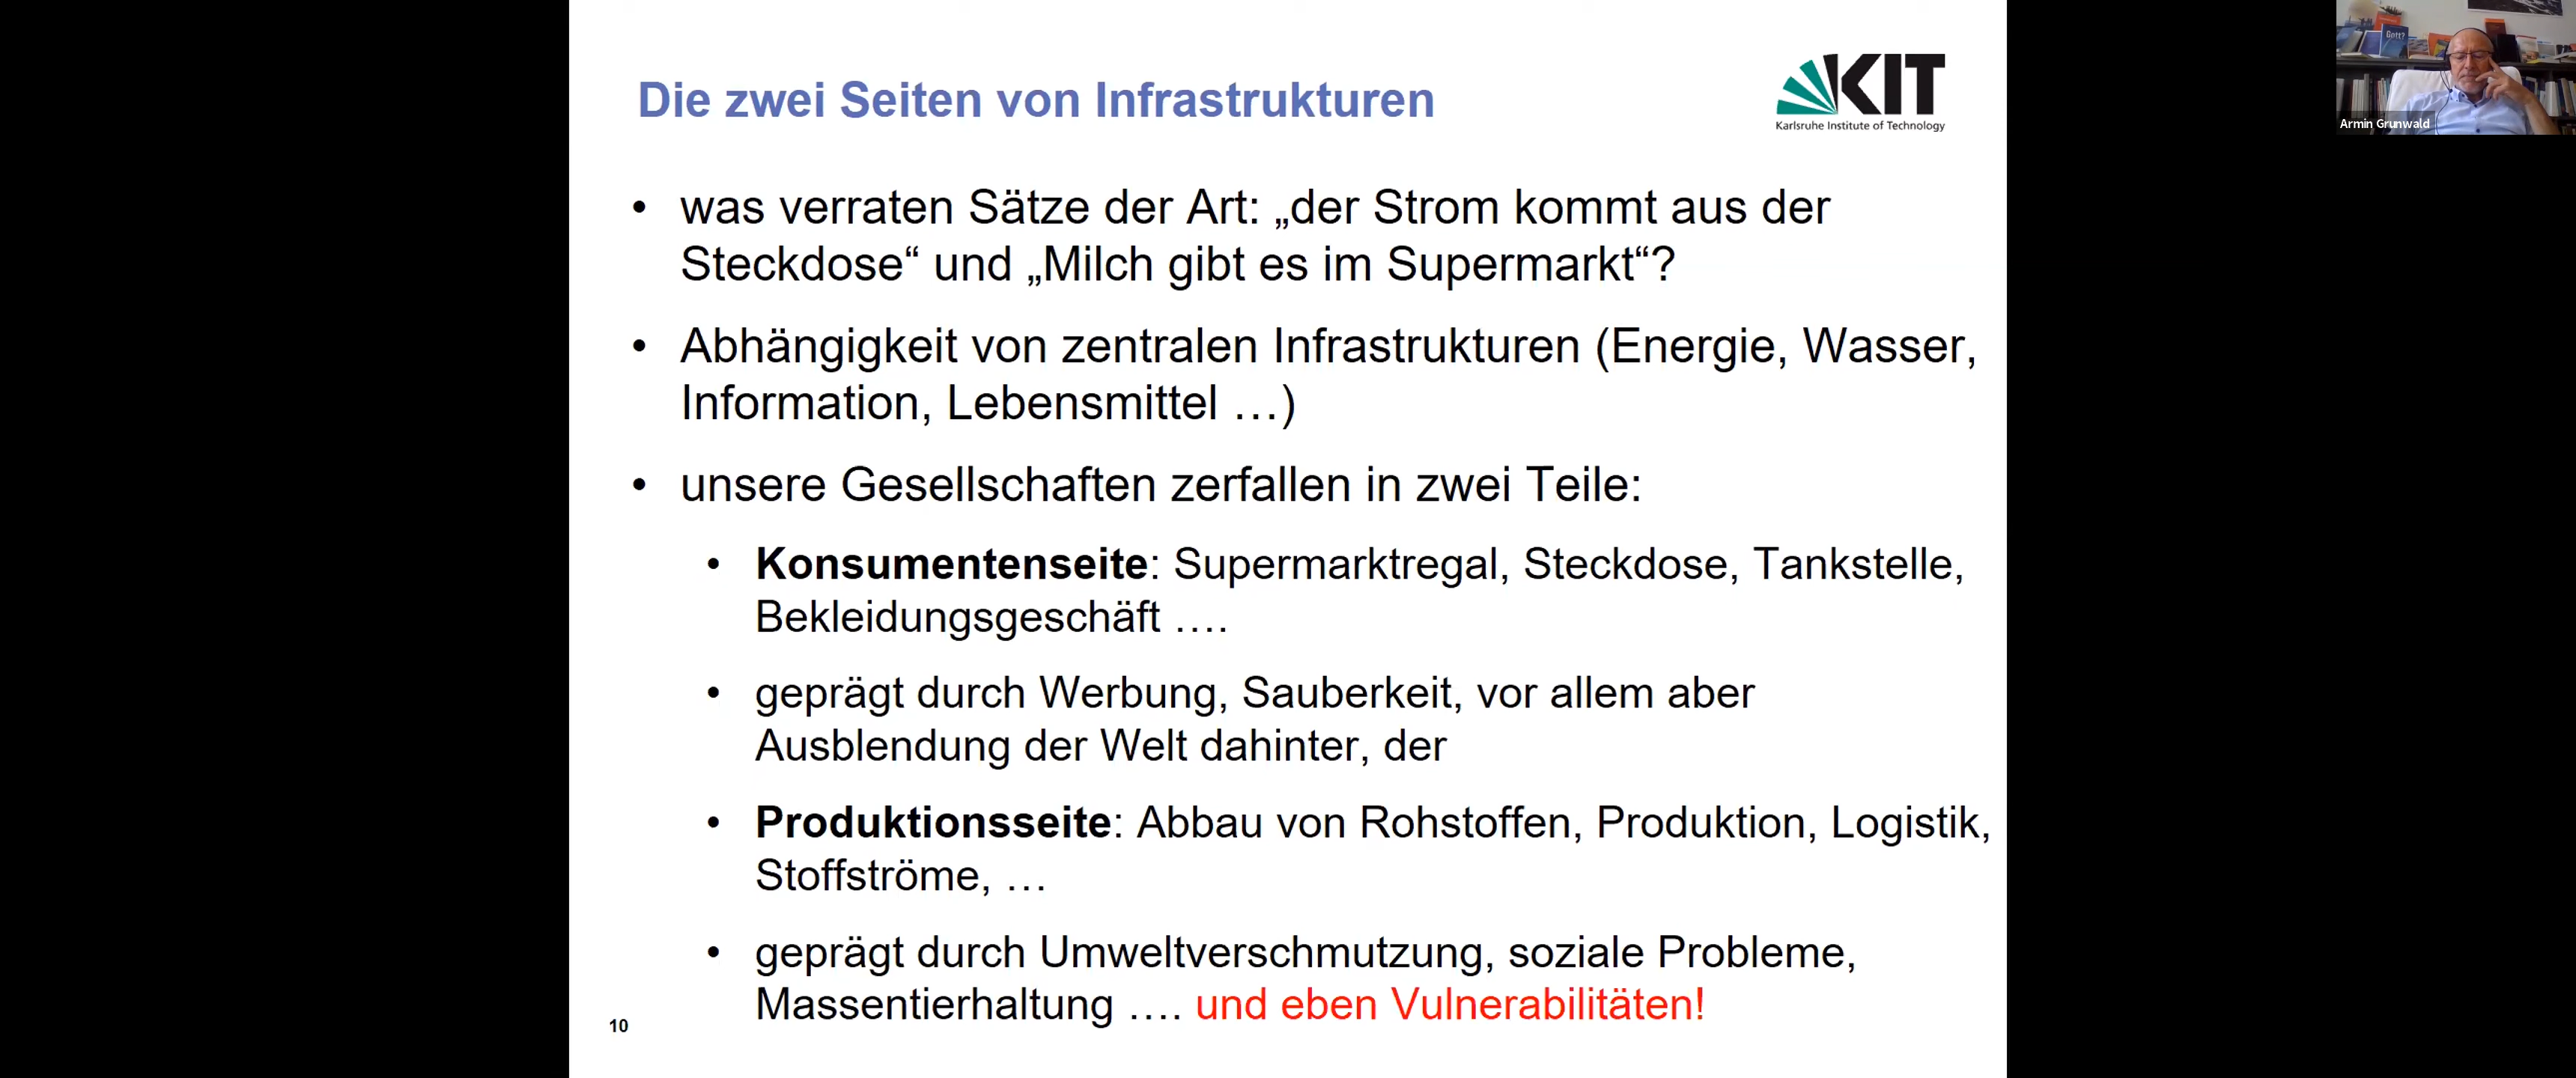 Die zwei Seiten von Infrastrukturen
KIT
Karlsruhe Institute of Technology
Gott?
Armin Grunwald
• was verraten Sätze der Art: „der Strom kommt aus der
Steckdose“ und „Milch gibt es im Supermarkt“?
• Abhängigkeit von zentralen Infrastrukturen (Energie, Wasser,
Information, Lebensmittel …)
• unsere Gesellschaften zerfallen in zwei Teile:
• Konsumentenseite: Supermarktregal, Steckdose, Tankstelle,
Bekleidungsgeschäft ….
• geprägt durch Werbung, Sauberkeit, vor allem aber
Ausblendung der Welt dahinter, der
• Produktionsseite: Abbau von Rohstoffen, Produktion, Logistik,
Stoffströme, …
• geprägt durch Umweltverschmutzung, soziale Probleme,
Massentierhaltung …. und eben Vulnerabilitäten!
10